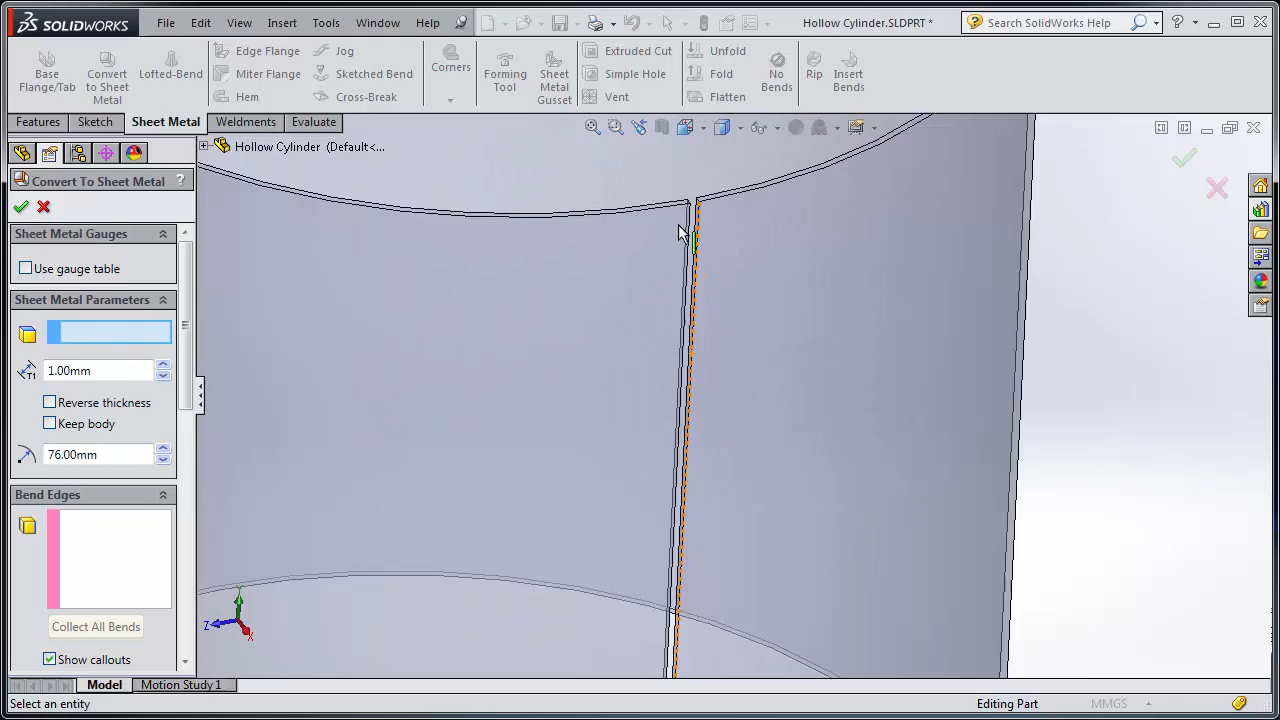 SOLIDWORKS File Edit View Insert Tools Window Help Hollow Cylinder.SLDPRT * Search SolidWorks Help
Base Flange/Tab
Convert to Sheet Metal
Lofted-Bend
Edge Flange
Miter Flange
Hem
Jog
Sketched Bend
Cross-Break
Corners
Forming Tool
Sheet Metal Gusset
Extruded Cut
Simple Hole
Vent
Unfold
Fold
Flatten
No Bends
Rip
Insert Bends
Features Sketch Sheet Metal Weldments Evaluate
Hollow Cylinder (Default<...
Convert To Sheet Metal ?
Sheet Metal Gauges
Use gauge table
Sheet Metal Parameters
T1 1.00mm
Reverse thickness
Keep body
76.00mm
Bend Edges
Collect All Bends
Show callouts
Y
Z
X
Model Motion Study 1
Select an entity Editing Part MMGS